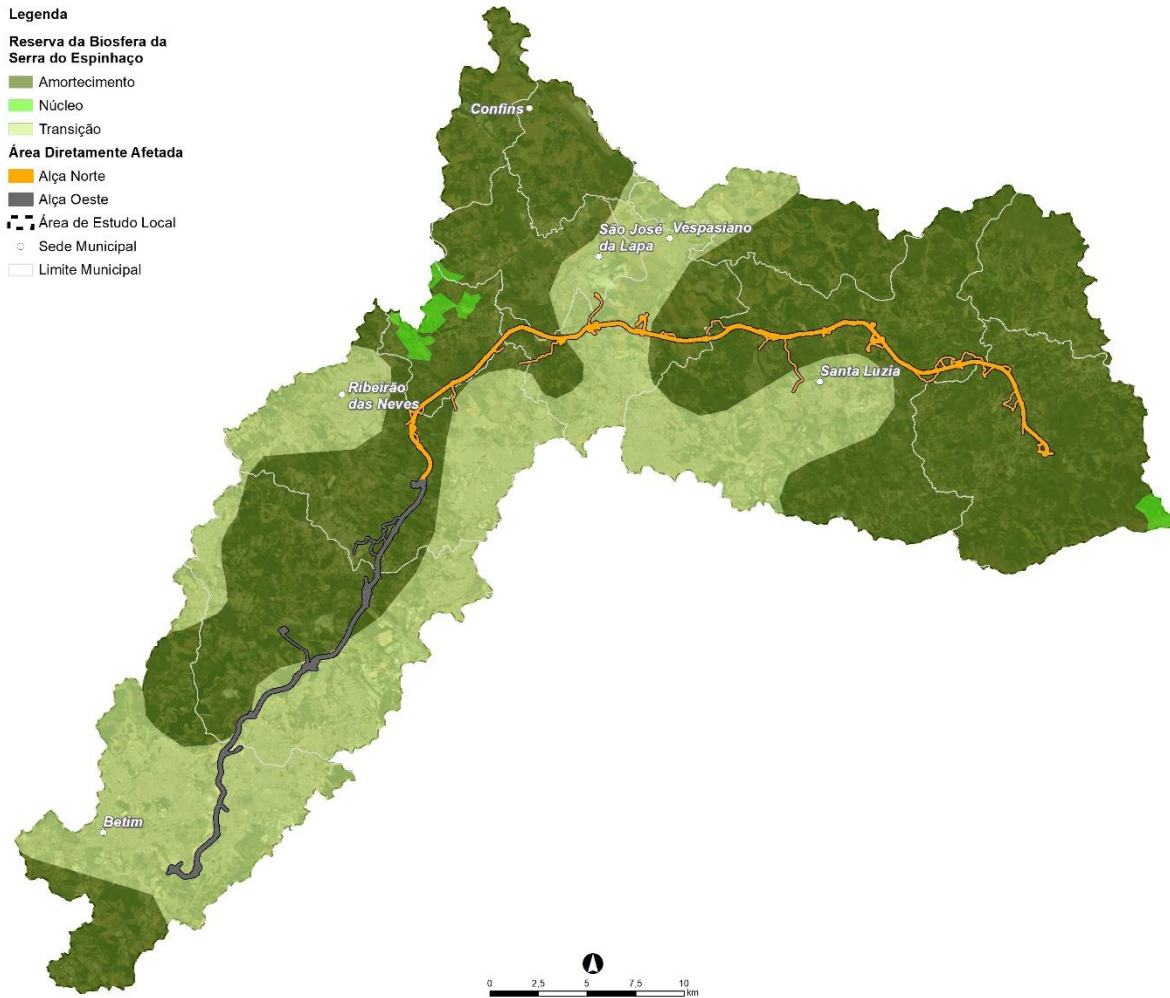 Legenda
Reserva da Biosfera da
Serra do Espinhaço
Amortecimento
Núcleo
Transição
Área Diretamente Afetada
Alça Norte
Alça Oeste
Área de Estudo Local
Sede Municipal
Limite Municipal
Confins
São José
da Lapa
Vespasiano
Ribeirão
das Neves
Santa Luzia
Betim
0 2,5 5 7,5 10
km